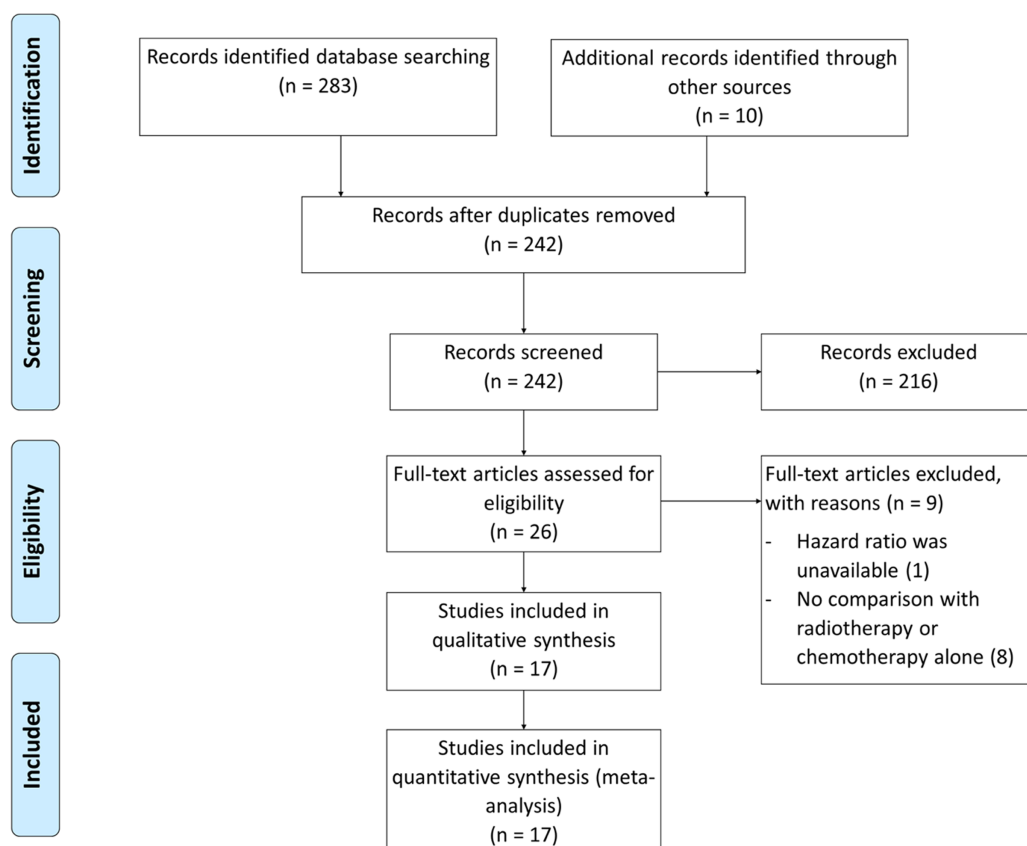 Identification
Records identified database searching
(n = 283)
Additional records identified through
other sources
(n = 10)
Records after duplicates removed
(n = 242)
Screening
Records screened
(n = 242)
Records excluded
(n = 216)
Eligibility
Full-text articles assessed for
eligibility
(n = 26)
Full-text articles excluded,
with reasons (n = 9)
- Hazard ratio was
unavailable (1)
- No comparison with
radiotherapy or
chemotherapy alone (8)
Studies included in
qualitative synthesis
(n = 17)
Included
Studies included in
quantitative synthesis (meta-
analysis)
(n = 17)